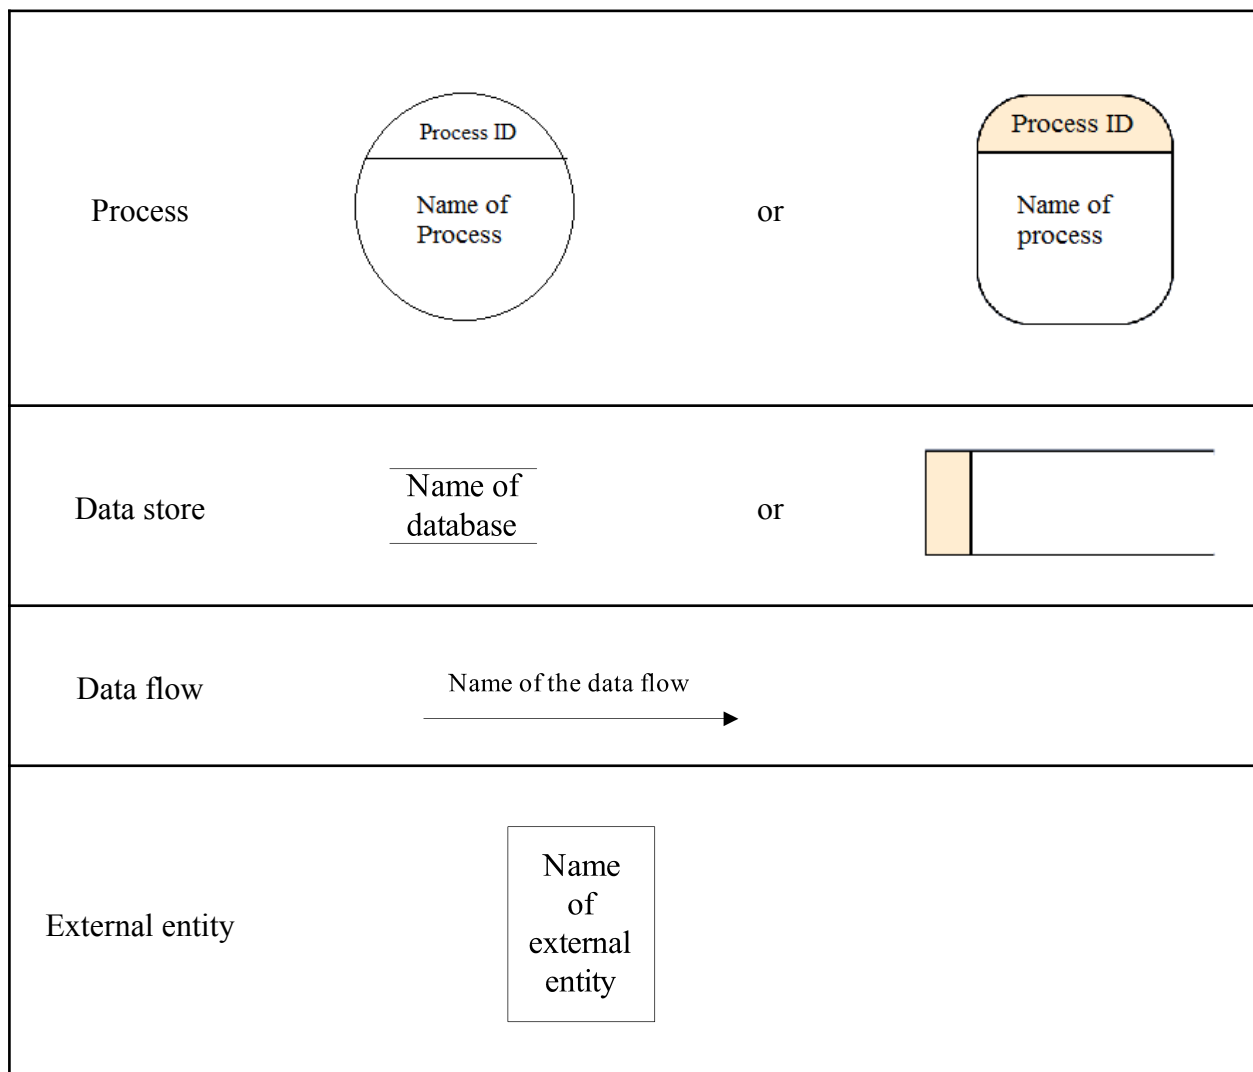 Process
Process ID
Name of
Process
or
Process ID
Name of
process
Data store
Name of
database
or
Data flow
Name of the data flow
External entity
Name
of
external
entity